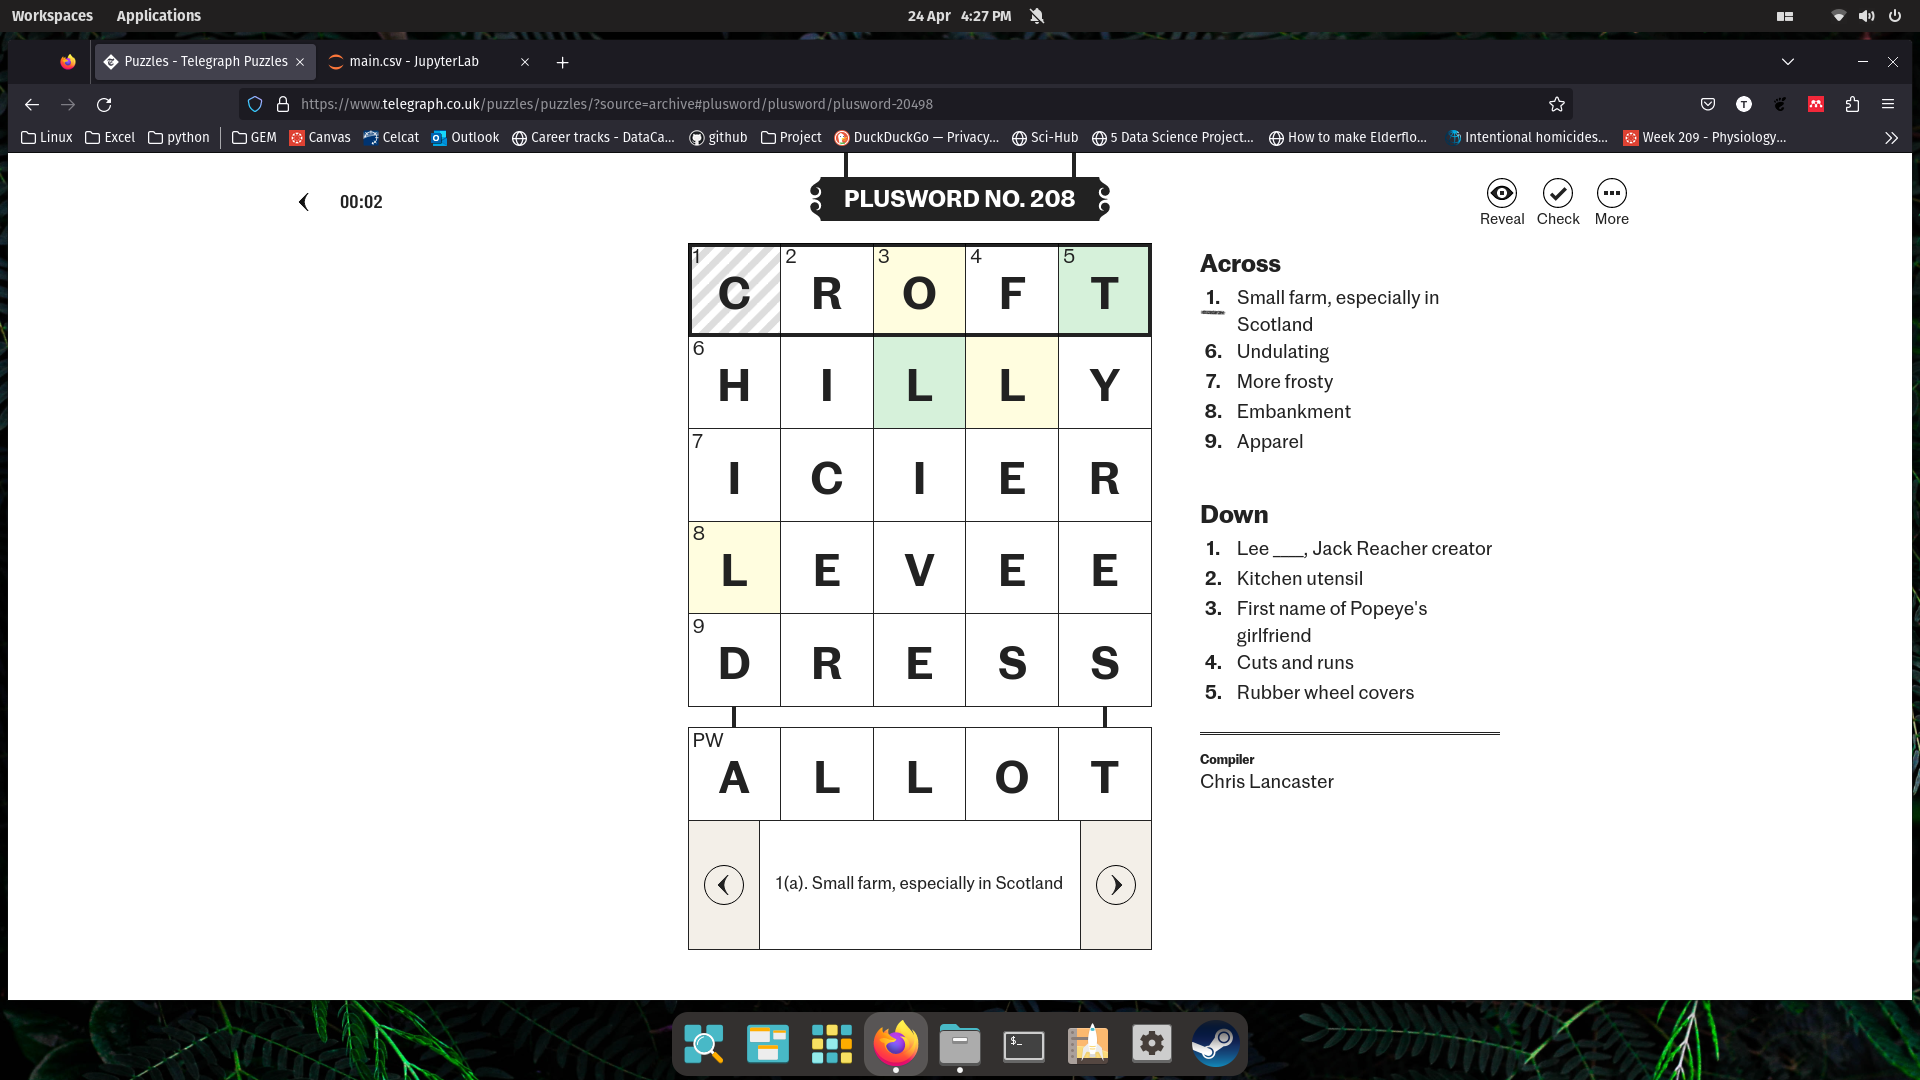 Workspaces Applications 24 Apr 4:27 PM
Puzzles - Telegraph Puzzles main.csv - JupyterLab
https://www.telegraph.co.uk/puzzles/puzzles/?source=archive#plusword/plusword/plusword-20498
Linux Excel python GEM Canvas Celcat Outlook Career tracks - DataCa... github Project DuckDuckGo — Privacy... Sci-Hub 5 Data Science Project... How to make Elderflo... Intentional homicides... Week 209 - Physiology...
00:02
PLUSWORD NO. 208
Reveal Check More
1 C 2 R 3 O 4 F 5 T
6 H I L L Y
7 I C I E R
8 L E V E E
9 D R E S S
PW A L L O T
1(a). Small farm, especially in Scotland
Across
1. Small farm, especially in
Scotland
6. Undulating
7. More frosty
8. Embankment
9. Apparel
Down
1. Lee ___, Jack Reacher creator
2. Kitchen utensil
3. First name of Popeye's
girlfriend
4. Cuts and runs
5. Rubber wheel covers
Compiler
Chris Lancaster